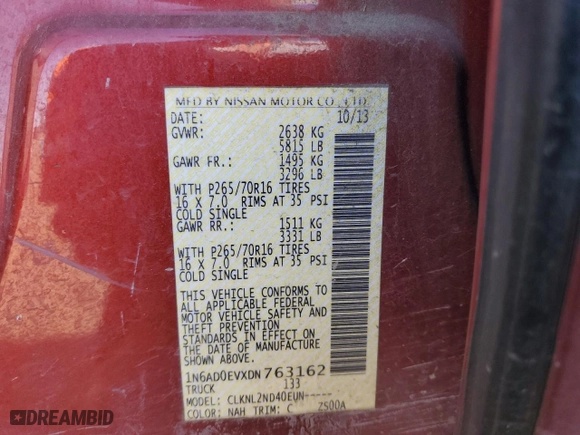 MFD BY NISSAN MOTOR CO., LTD.
DATE: 10/13
GVWR: 2638 KG
5815 LB
GAWR FR.: 1495 KG
3296 LB
WITH P265/70R16 TIRES
16 X 7.0 RIMS AT 35 PSI
COLD SINGLE
GAWR RR.: 1511 KG
3331 LB
WITH P265/70R16 TIRES
16 X 7.0 RIMS AT 35 PSI
COLD SINGLE
THIS VEHICLE CONFORMS TO
ALL APPLICABLE FEDERAL
MOTOR VEHICLE SAFETY AND
THEFT PREVENTION
STANDARDS IN EFFECT ON
THE DATE OF MANUFACTURE
SHOWN ABOVE.
1N6AD0EVXDN763162
TRUCK 133
MODEL: CLKNL2ND40EUN-----
COLOR: NAH TRIM: C 2500A
© iDREAMBID AUCTION HISTORY